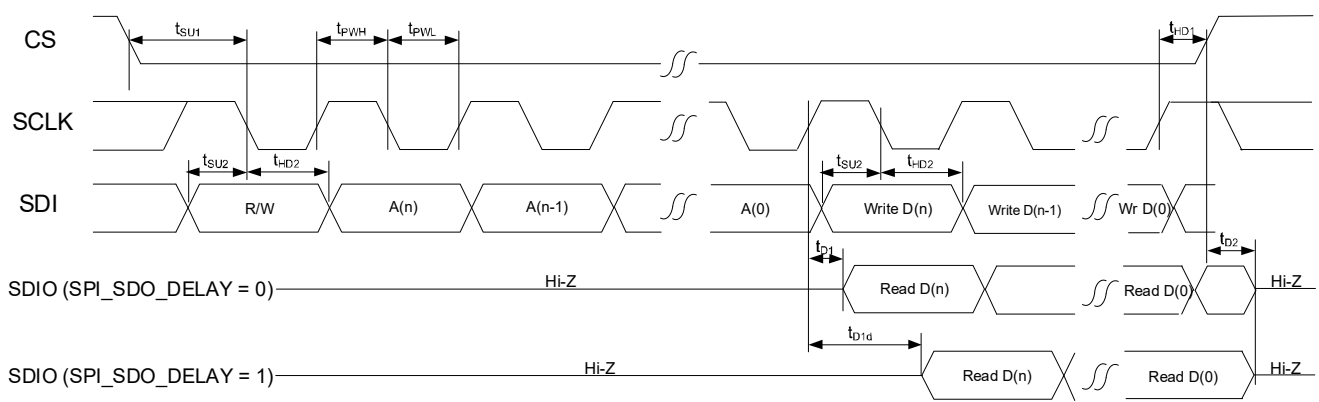 CS
tSU1
tPWH
tPWL
tHD1
SCLK
tSU2
tHD2
tSU2
tHD2
SDI
R/W
A(n)
A(n-1)
A(0)
Write D(n)
Write D(n-1)
Wr D(0)
tD1
tD2
SDIO (SPI_SDO_DELAY = 0)
Hi-Z
Read D(n)
Read D(0)
Hi-Z
tD1d
SDIO (SPI_SDO_DELAY = 1)
Hi-Z
Read D(n)
Read D(0)
Hi-Z